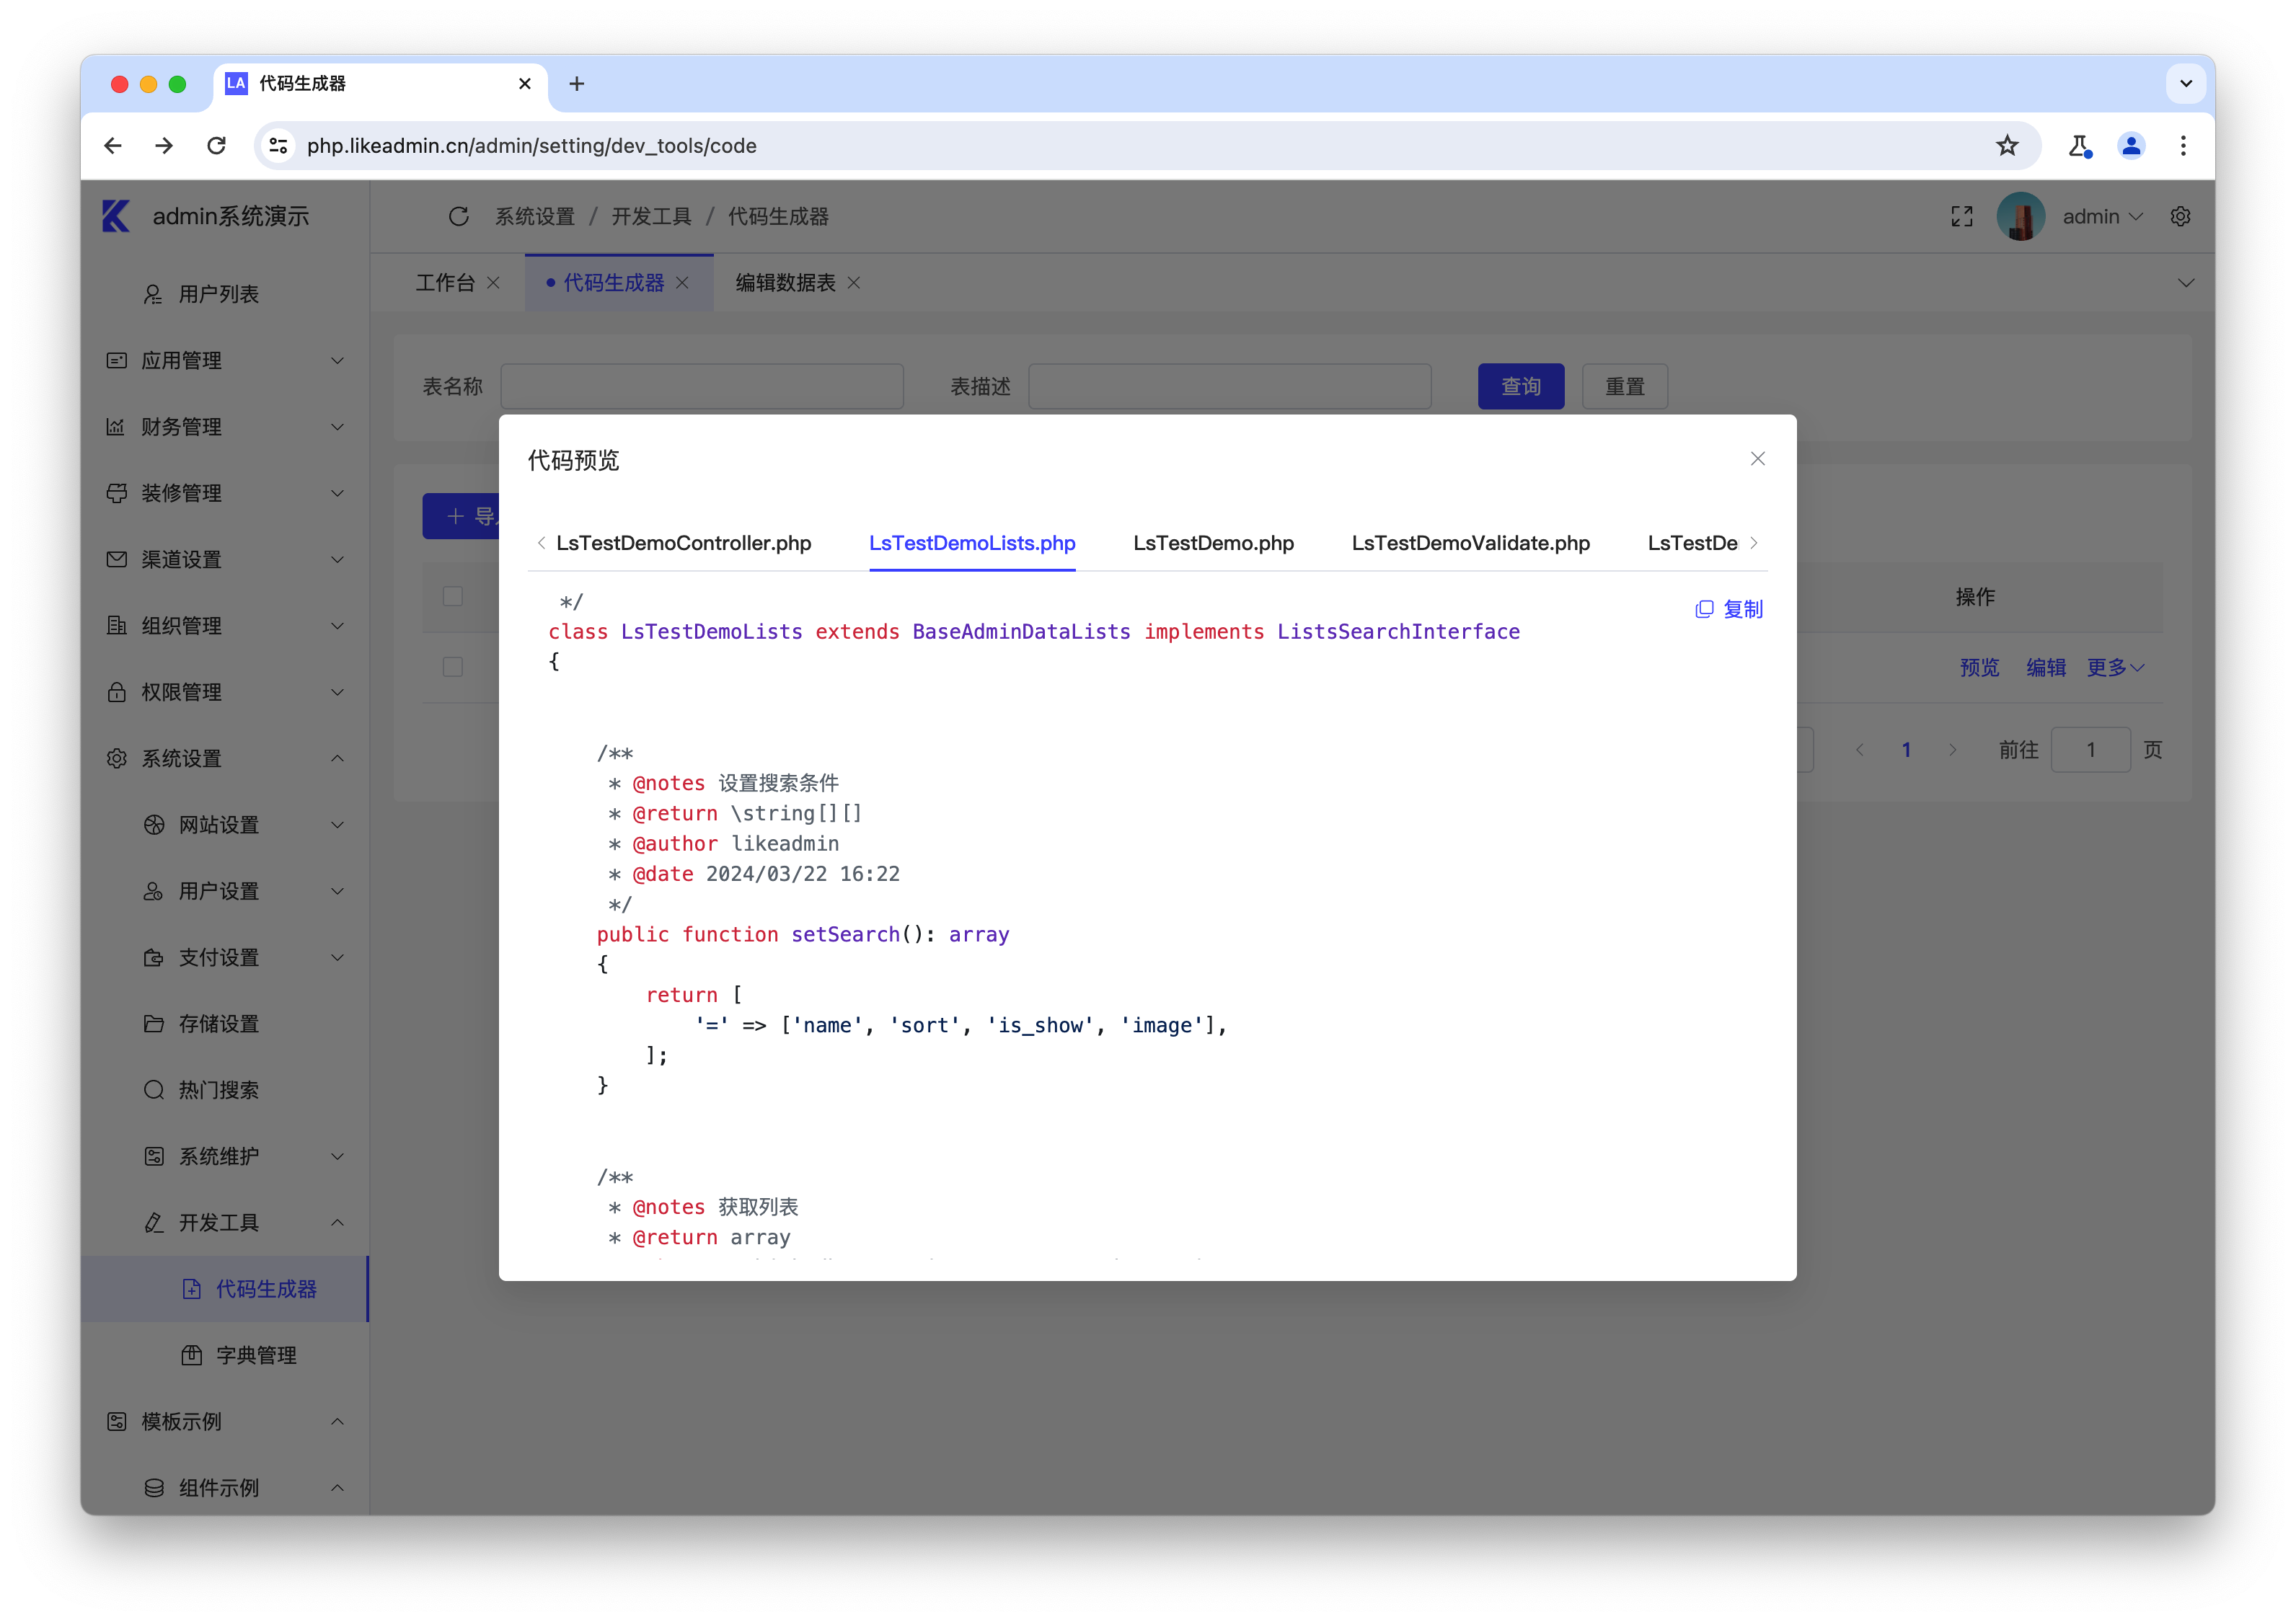 LA 代码生成器
php.likeadmin.cn/admin/setting/dev_tools/code
admin系统演示
系统设置 / 开发工具 / 代码生成器
admin
工作台
代码生成器
编辑数据表
用户列表
应用管理
财务管理
装修管理
渠道设置
组织管理
权限管理
系统设置
网站设置
用户设置
支付设置
存储设置
热门搜索
系统维护
开发工具
代码生成器
字典管理
模板示例
组件示例
表名称
表描述
查询
重置
操作
预览 编辑 更多
1 前往 1 页
代码预览
LsTestDemoController.php LsTestDemoLists.php LsTestDemo.php LsTestDemoValidate.php LsTestDe
复制
*/
class LsTestDemoLists extends BaseAdminDataLists implements ListsSearchInterface
{
/**
* @notes 设置搜索条件
* @return \string[][]
* @author likeadmin
* @date 2024/03/22 16:22
*/
public function setSearch(): array
{
return [
'=' => ['name', 'sort', 'is_show', 'image'],
];
}
/**
* @notes 获取列表
* @return array